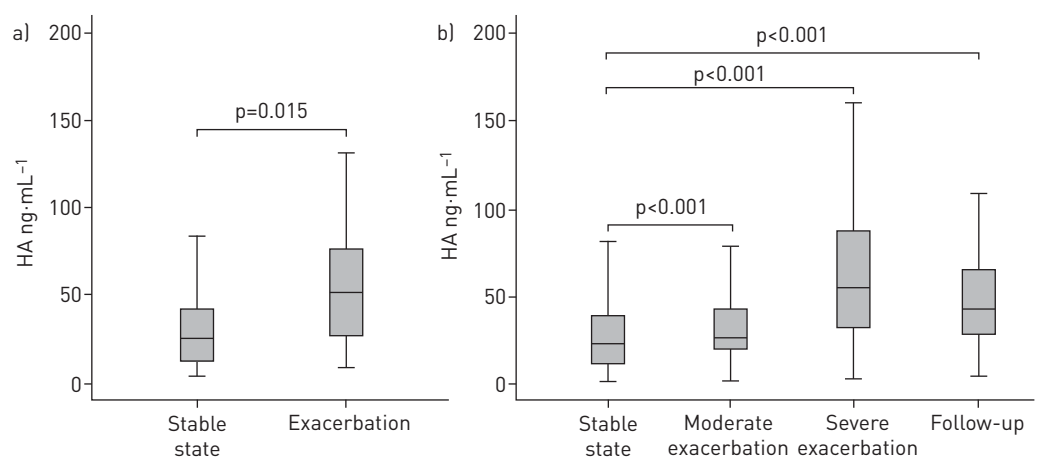 a)
200
150
100
50
0
HA ng·mL⁻¹
p=0.015
Stable
state
Exacerbation
b)
200
150
100
50
0
HA ng·mL⁻¹
p<0.001
p<0.001
p<0.001
Stable
state
Moderate
exacerbation
Severe
exacerbation
Follow-up